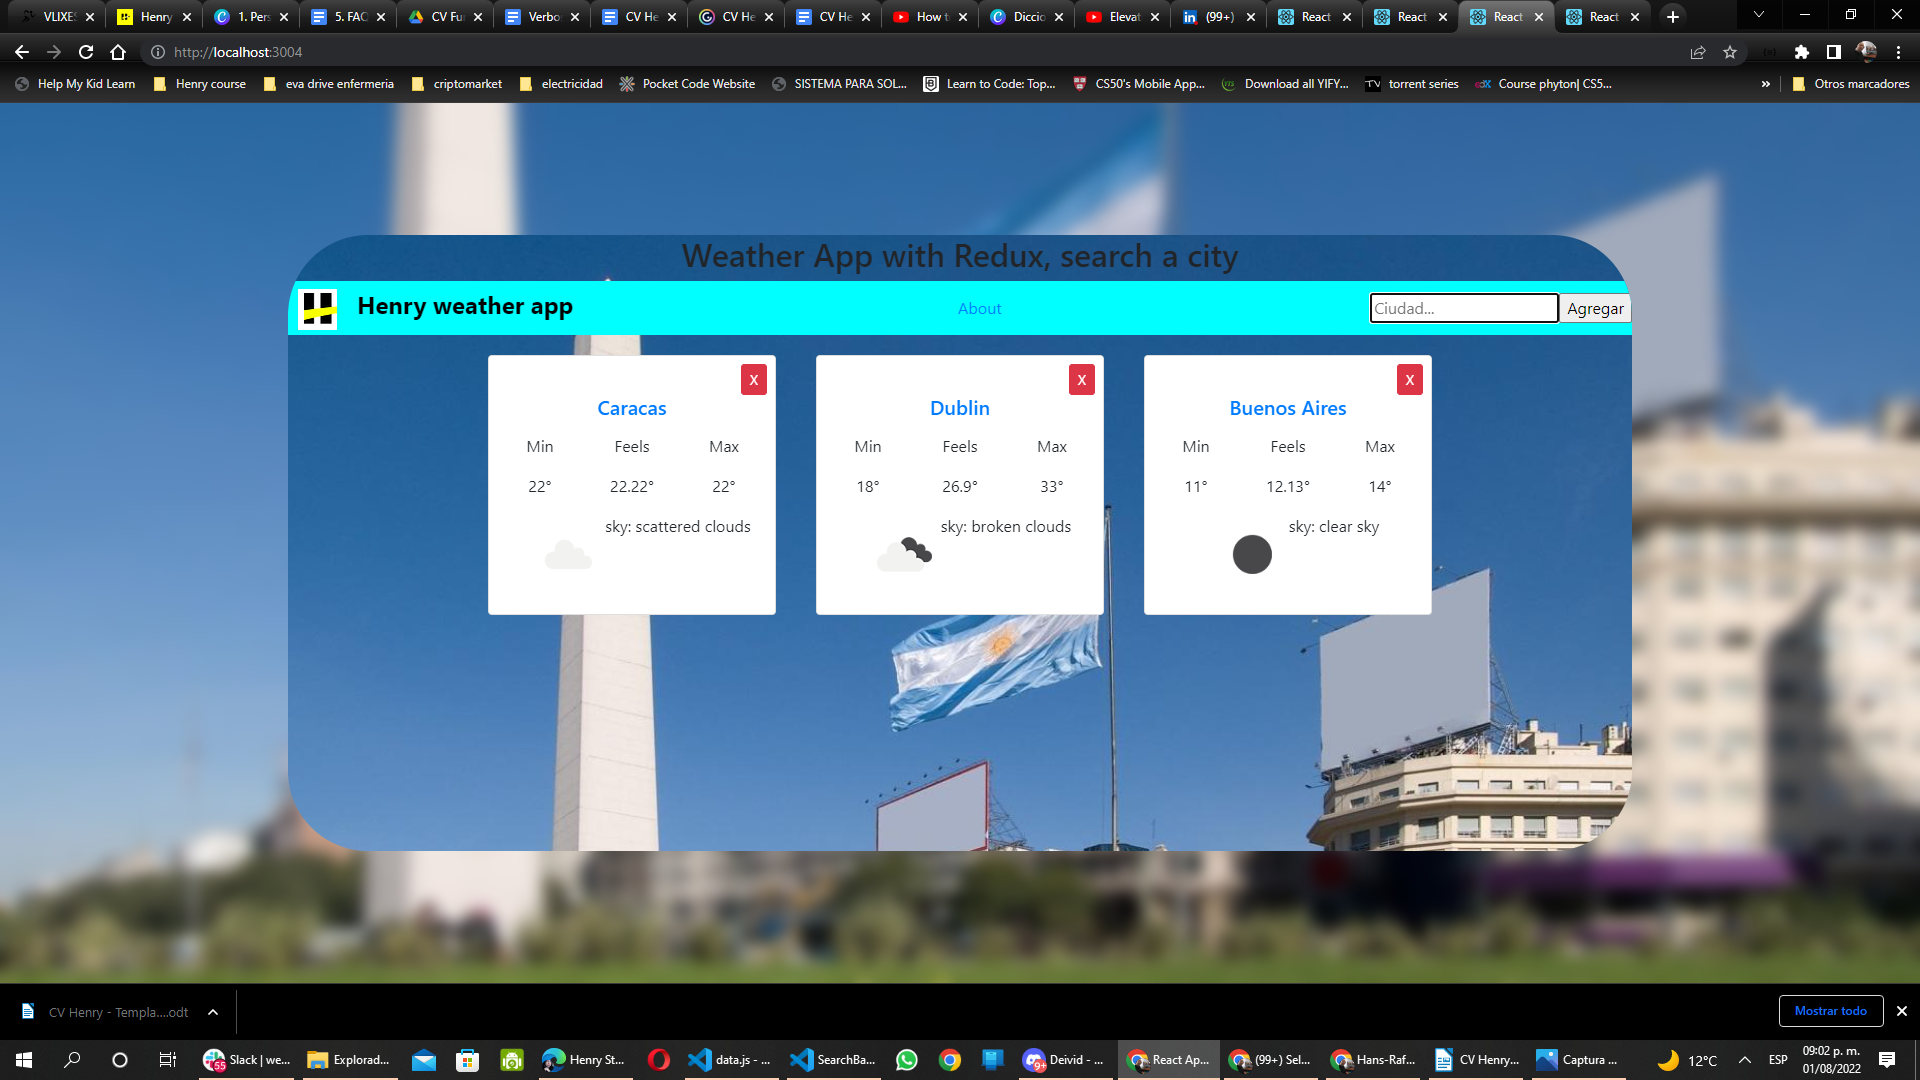 VLIXES
Henry
1. Pers
5. FAQ
CV Fu
Verbo
CV He
CV He
CV He
How t
Diccio
Elevat
(99+)
React
React
React
React
http://localhost:3004
Help My Kid Learn
Henry course
eva drive enfermeria
criptomarket
electricidad
Pocket Code Website
SISTEMA PARA SOL...
Learn to Code: Top...
CS50's Mobile App...
Download all YIFY...
torrent series
Course phyton| CS5...
Otros marcadores
Weather App with Redux, search a city
Henry weather app
About
Ciudad...
Agregar
X
X
X
Caracas
Dublin
Buenos Aires
Min Feels Max
Min Feels Max
Min Feels Max
22° 22.22° 22°
18° 26.9° 33°
11° 12.13° 14°
sky: scattered clouds
sky: broken clouds
sky: clear sky
CV Henry - Templa....odt
Mostrar todo
Slack | we...
Explorad...
Henry St...
data.js - ...
SearchBa...
Deivid - ...
React Ap...
(99+) Sel...
Hans-Raf...
CV Henry...
Captura ...
12°C
ESP
09:02 p. m.
01/08/2022